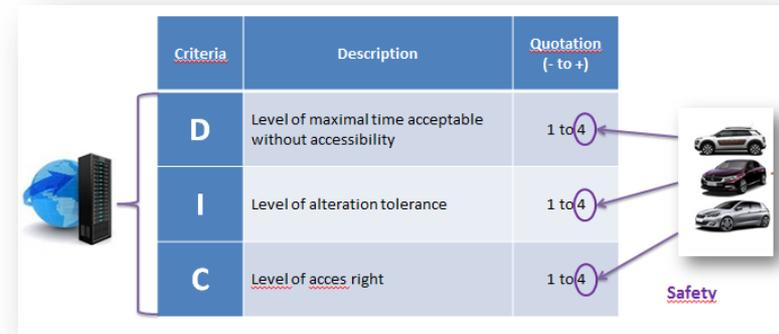 Criteria
Description
Quotation
(- to +)
D
Level of maximal time acceptable
without accessibility
1 to 4
I
Level of alteration tolerance
1 to 4
C
Level of acces right
1 to 4
Safety